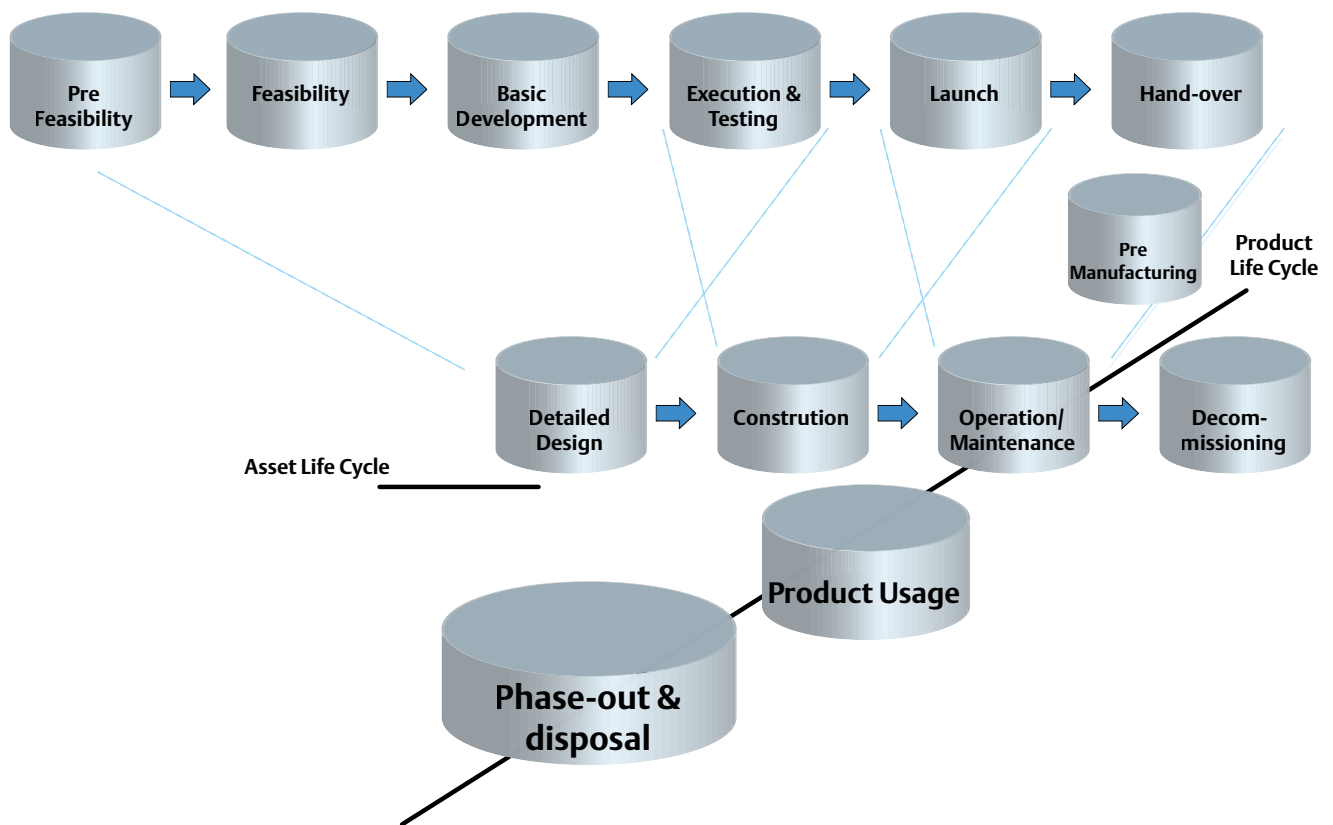 Pre
Feasibility
Feasibility
Basic
Development
Execution &
Testing
Launch
Hand-over
Pre
Manufacturing
Product
Life Cycle
Detailed
Design
Constrution
Operation/
Maintenance
Decom-
missioning
Asset Life Cycle
Product Usage
Phase-out &
disposal